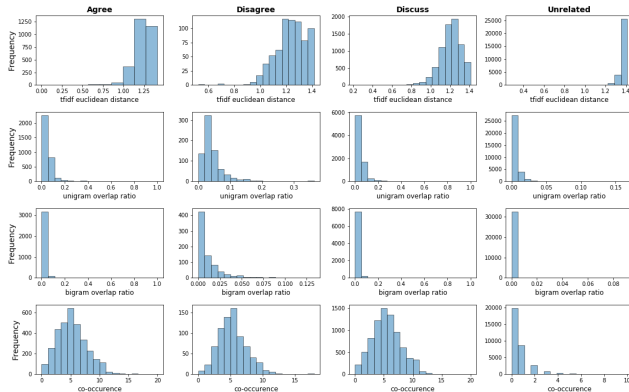 Agree Disagree Discuss Unrelated
Frequency
1250
1000
750
500
250
0
0.00 0.25 0.50 0.75 1.00 1.25
tfidf euclidean distance
100
75
50
25
0
0.6 0.8 1.0 1.2 1.4
tfidf euclidean distance
2000
1500
1000
500
0
0.2 0.4 0.6 0.8 1.0 1.2 1.4
tfidf euclidean distance
25000
20000
15000
10000
5000
0
0.4 0.6 0.8 1.0 1.2 1.4
tfidf euclidean distance
Frequency
2000
1500
1000
500
0
0.0 0.2 0.4 0.6 0.8 1.0
unigram overlap ratio
300
200
100
0
0.0 0.1 0.2 0.3
unigram overlap ratio
6000
4000
2000
0
0.0 0.2 0.4 0.6 0.8 1.0
unigram overlap ratio
25000
20000
15000
10000
5000
0
0.00 0.05 0.10 0.15
unigram overlap ratio
Frequency
3000
2000
1000
0
0.0 0.2 0.4 0.6 0.8 1.0
bigram overlap ratio
400
300
200
100
0
0.000 0.025 0.050 0.075 0.100 0.125
bigram overlap ratio
8000
6000
4000
2000
0
0.0 0.2 0.4 0.6 0.8 1.0
bigram overlap ratio
30000
20000
10000
0
0.00 0.02 0.04 0.06 0.08
bigram overlap ratio
Frequency
600
400
200
0
0 5 10 15 20
co-occurence
150
100
50
0
0 5 10 15
co-occurence
1500
1000
500
0
0 5 10 15 20
co-occurence
20000
15000
10000
5000
0
0 2 4 6 8
co-occurence